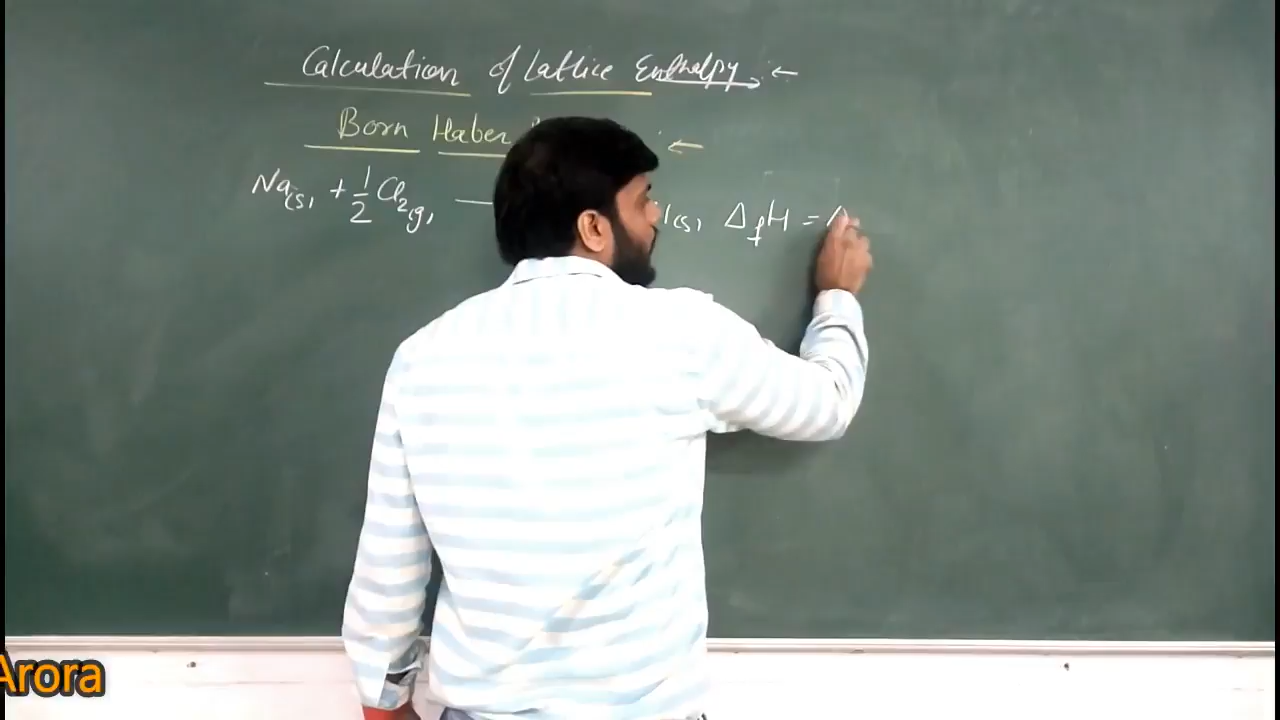 Calculation of Lattice Enthalpy :←
Born Haber :←
Na(s) + 1/2 Cl2(g) — l(s) ΔfH = Δ
Arora